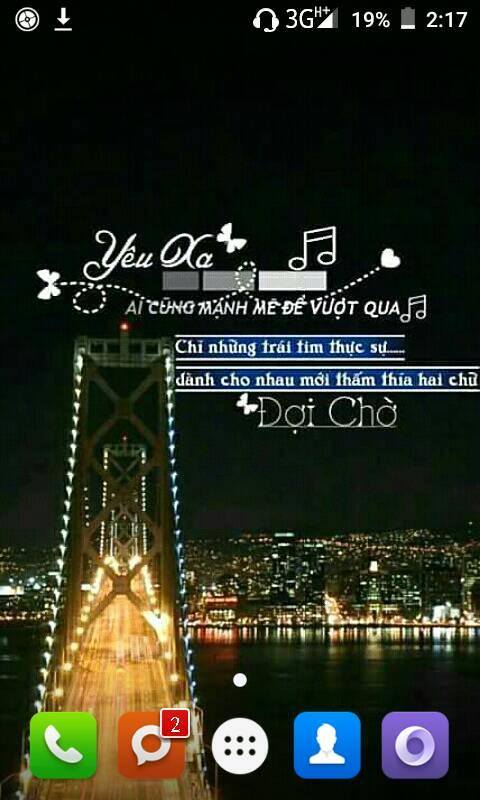 3G H+ 19% 2:17
Yêu Xa
AI CŨNG MẠNH MẼ ĐỂ VƯỢT QUA
Chĩ những trái tim thực sự......
dành cho nhau mới thấm thía hai chữ
Đợi Chờ
2